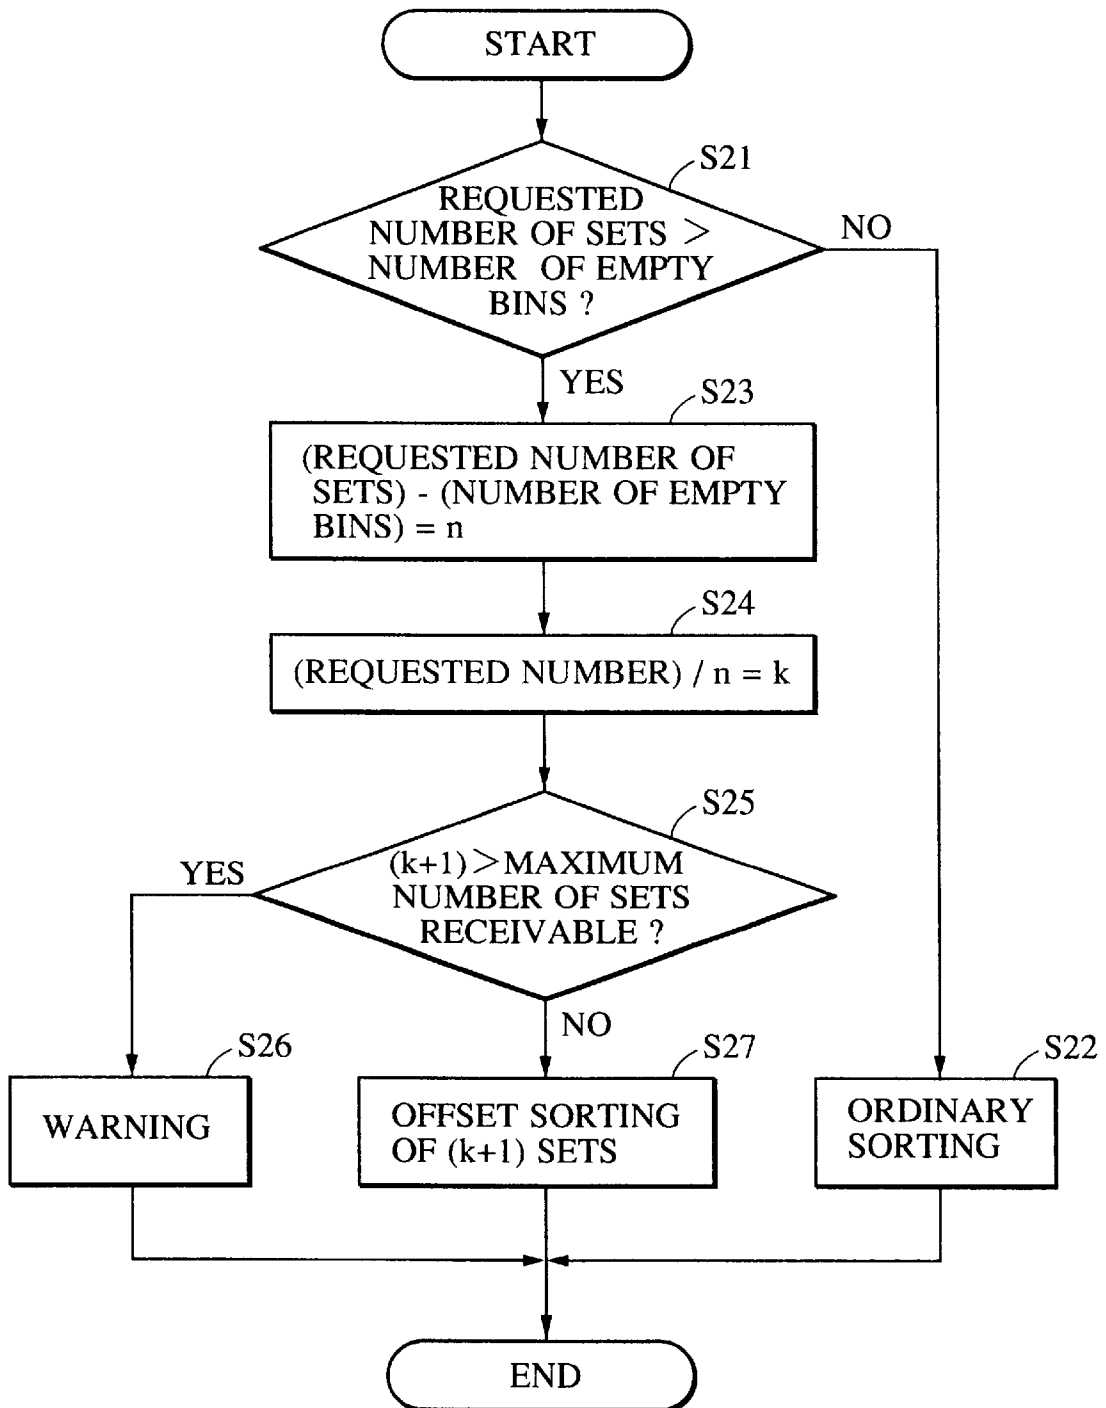 START
S21
REQUESTED
NUMBER OF SETS >
NUMBER OF EMPTY
BINS ?
NO
YES
S23
(REQUESTED NUMBER OF
SETS) - (NUMBER OF EMPTY
BINS) = n
S24
(REQUESTED NUMBER) / n = k
S25
(k+1) > MAXIMUM
NUMBER OF SETS
RECEIVABLE ?
YES
NO
S26
WARNING
S27
OFFSET SORTING
OF (k+1) SETS
S22
ORDINARY
SORTING
END